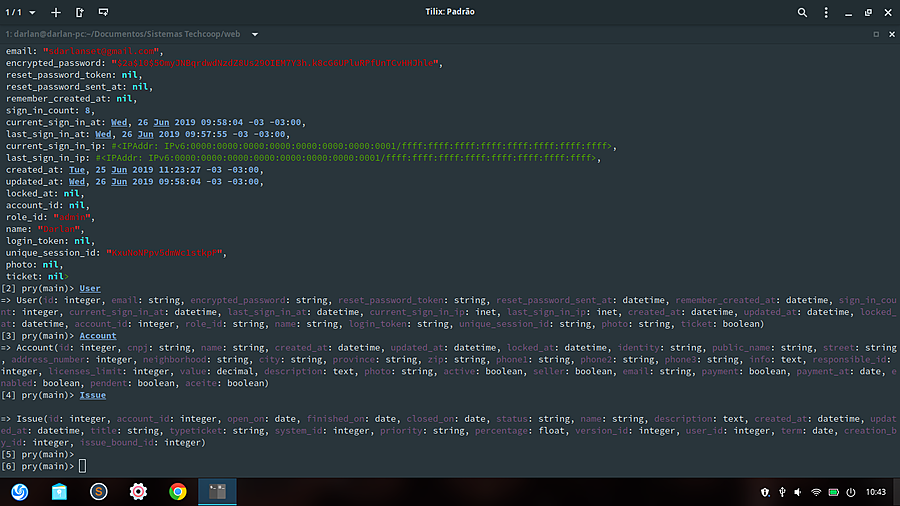 1 / 1
Tilix: Padrão
1: darlan@darlan-pc:~/Documentos/Sistemas Techcoop/web
email: "
encrypted_password: "
reset_password_token: nil,
reset_password_sent_at: nil,
remember_created_at: nil,
sign_in_count: 8,
current_sign_in_at: Wed, 26 Jun 2019 09:58:04 -03 -03:00,
last_sign_in_at: Wed, 26 Jun 2019 09:57:55 -03 -03:00,
current_sign_in_ip: #<IPAddr: IPv6:0000:0000:0000:0000:0000:0000:0000:0001/ffff:ffff:ffff:ffff:ffff:ffff:ffff:ffff>,
last_sign_in_ip: #<IPAddr: IPv6:0000:0000:0000:0000:0000:0000:0000:0001/ffff:ffff:ffff:ffff:ffff:ffff:ffff:ffff>,
created_at: Tue, 25 Jun 2019 11:23:27 -03 -03:00,
updated_at: Wed, 26 Jun 2019 09:58:04 -03 -03:00,
locked_at: nil,
account_id: nil,
role_id: "admin",
name: "Darlan",
login_token: nil,
unique_session_id: "
photo: nil,
ticket: nil>
[2] pry(main)> User
=> User(id: integer, email: string, encrypted_password: string, reset_password_token: string, reset_password_sent_at: datetime, remember_created_at: datetime, sign_in_cou
nt: integer, current_sign_in_at: datetime, last_sign_in_at: datetime, current_sign_in_ip: inet, last_sign_in_ip: inet, created_at: datetime, updated_at: datetime, locked_
at: datetime, account_id: integer, role_id: string, name: string, login_token: string, unique_session_id: string, photo: string, ticket: boolean)
[3] pry(main)> Account
=> Account(id: integer, cnpj: string, name: string, created_at: datetime, updated_at: datetime, locked_at: datetime, identity: string, public_name: string, street: string
, address_number: integer, neighborhood: string, city: string, province: string, zip: string, phone1: string, phone2: string, phone3: string, info: text, responsible_id:
integer, licenses_limit: integer, value: decimal, description: text, photo: string, active: boolean, seller: boolean, email: string, payment: boolean, payment_at: date, e
nabled: boolean, pendent: boolean, aceite: boolean)
[4] pry(main)> Issue
=> Issue(id: integer, account_id: integer, open_on: date, finished_on: date, closed_on: date, status: string, name: string, description: text, created_at: datetime, updat
ed_at: datetime, title: string, typeticket: string, system_id: integer, priority: string, percentage: float, version_id: integer, user_id: integer, term: date, creation_b
y_id: integer, issue_bound_id: integer)
[5] pry(main)>
[6] pry(main)>
10:43